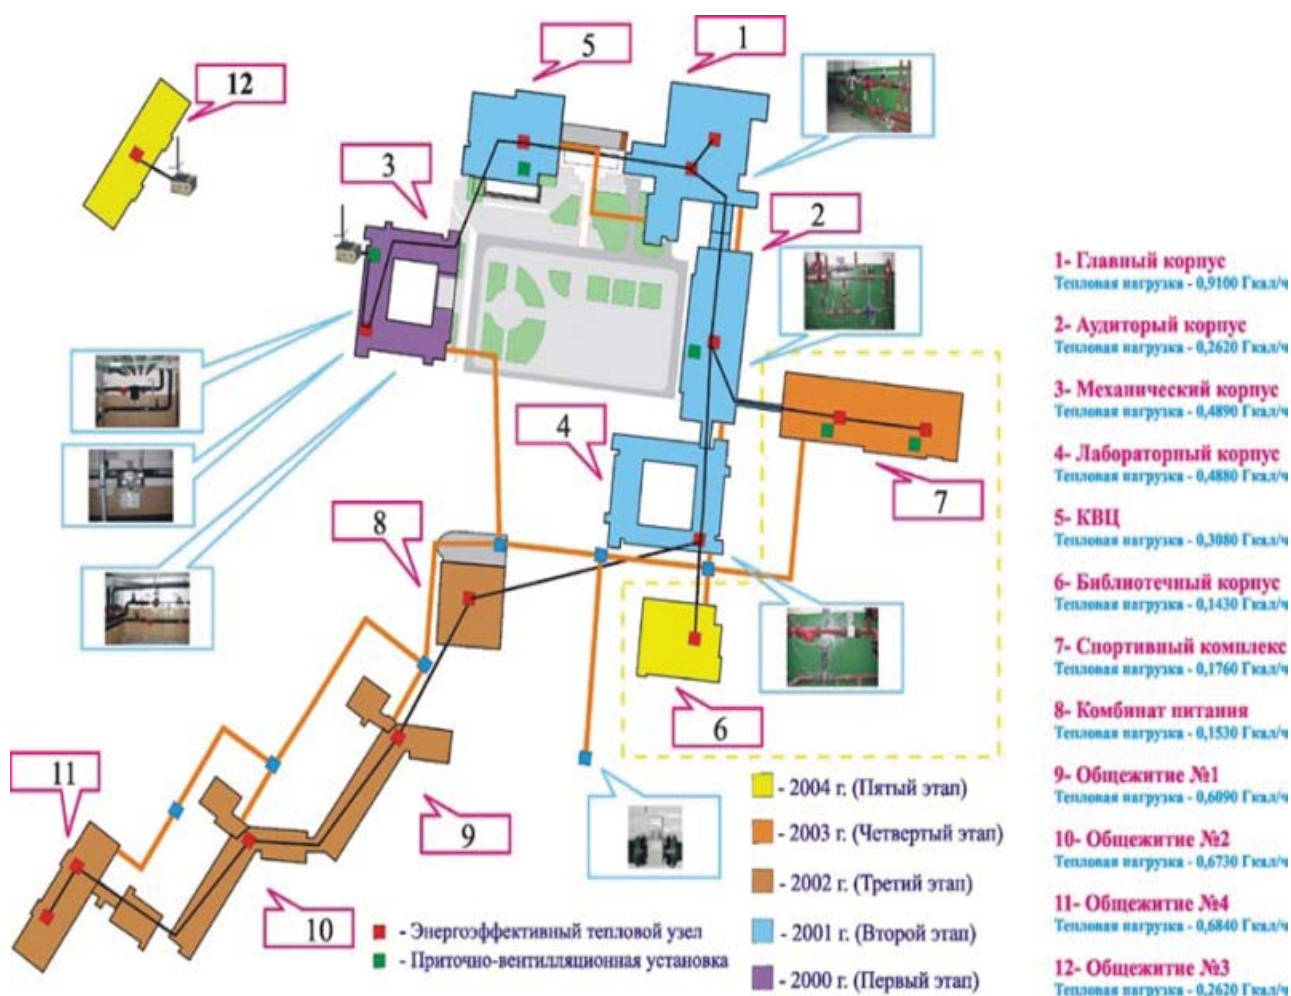 12
5
1
3
2
4
7
8
6
11
9
10
1- Главный корпус
Тепловая нагрузка - 0,9100 Гкал/ч
2- Аудиторый корпус
Тепловая нагрузка - 0,2620 Гкал/ч
3- Механический корпус
Тепловая нагрузка - 0,4890 Гкал/ч
4- Лабораторный корпус
Тепловая нагрузка - 0,4880 Гкал/ч
5- КВЦ
Тепловая нагрузка - 0,3080 Гкал/ч
6- Библиотечный корпус
Тепловая нагрузка - 0,1430 Гкал/ч
7- Спортивный комплекс
Тепловая нагрузка - 0,1760 Гкал/ч
8- Комбинат питания
Тепловая нагрузка - 0,1530 Гкал/ч
9- Общежитие №1
Тепловая нагрузка - 0,6090 Гкал/ч
10- Общежитие №2
Тепловая нагрузка - 0,6730 Гкал/ч
11- Общежитие №4
Тепловая нагрузка - 0,6840 Гкал/ч
12- Общежитие №3
Тепловая нагрузка - 0,2620 Гкал/ч
- 2004 г. (Пятый этап)
- 2003 г. (Четвертый этап)
- 2002 г. (Третий этап)
- 2001 г. (Второй этап)
- 2000 г. (Первый этап)
- Энергоэффективный тепловой узел
- Приточно-вентилляционная установка